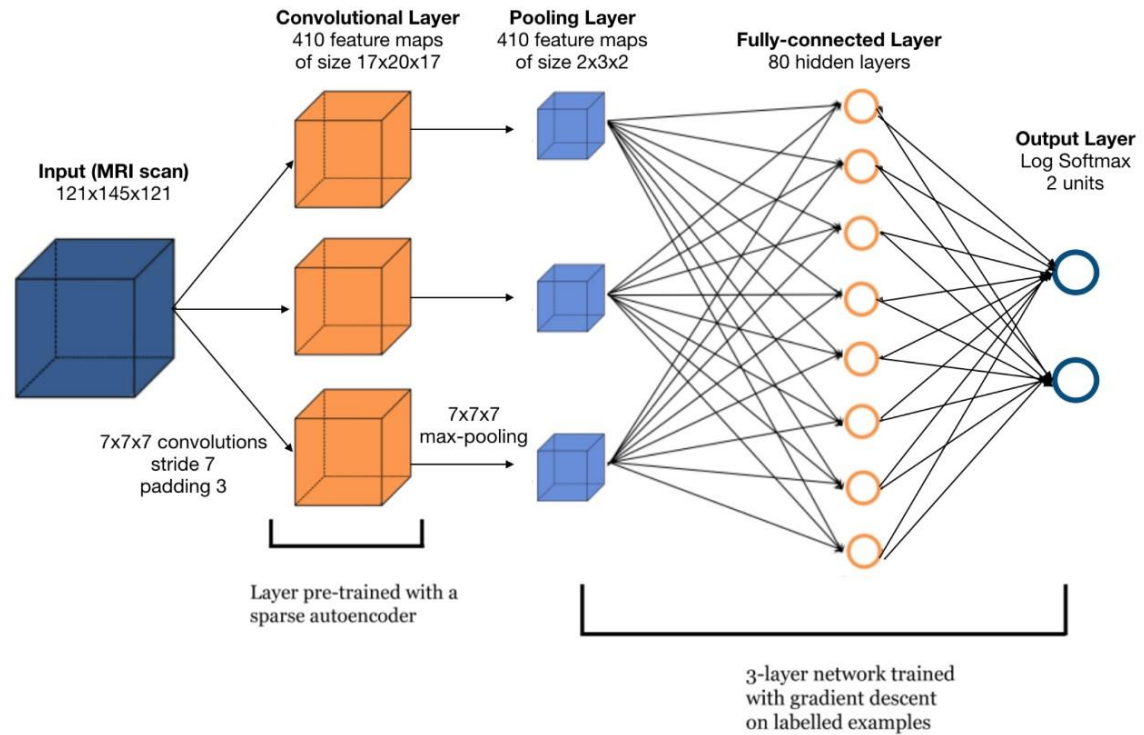 Convolutional Layer
410 feature maps
of size 17x20x17
Pooling Layer
410 feature maps
of size 2x3x2
Fully-connected Layer
80 hidden layers
Output Layer
Log Softmax
2 units
Input (MRI scan)
121x145x121
7x7x7 convolutions
stride 7
padding 3
7x7x7
max-pooling
Layer pre-trained with a
sparse autoencoder
3-layer network trained
with gradient descent
on labelled examples